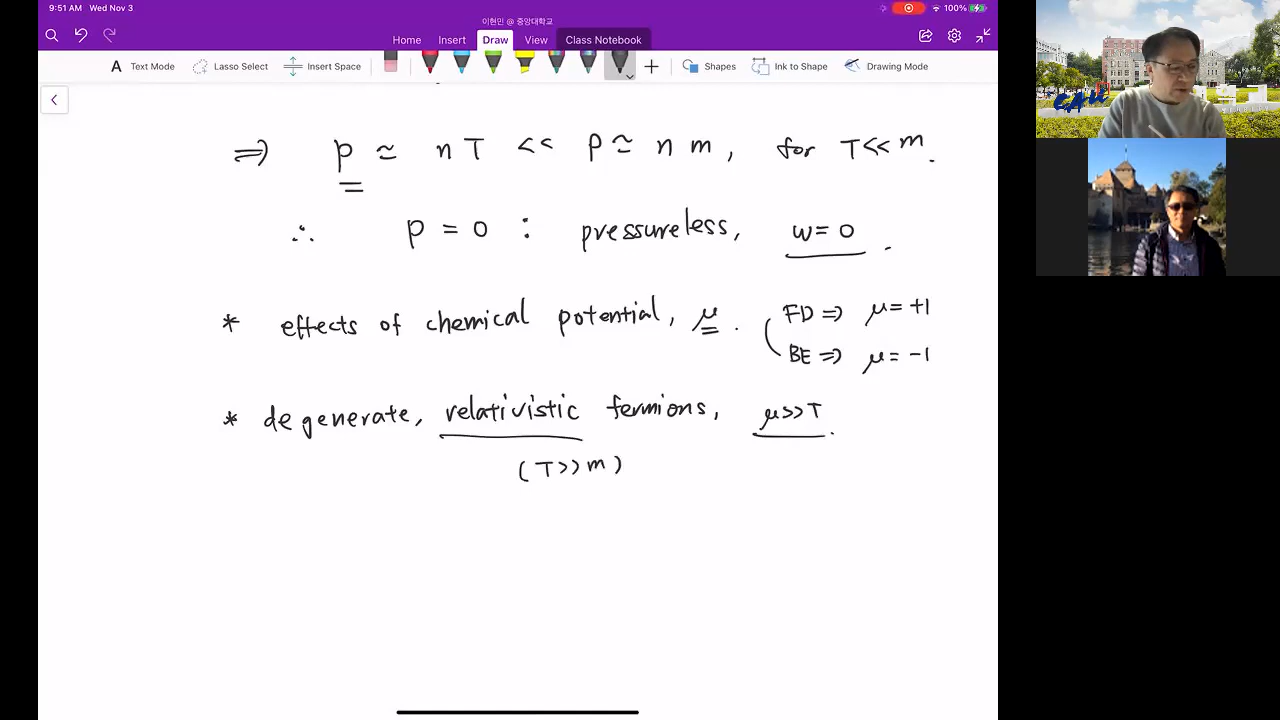 9:51 AM Wed Nov 3
100%
이현민 @ 중앙대학교
Home Insert Draw View Class Notebook
A Text Mode Lasso Select Insert Space Shapes Ink to Shape Drawing Mode
⇒ p ≃ n T << ρ ≃ n m, for T << m.
∴ p = 0 : pressureless, w = 0.
* effects of chemical potential, μ. FD ⇒ μ = +1
BE ⇒ μ = -1
* degenerate, relativistic fermions, μ >> T.
(T >> m)
CAU